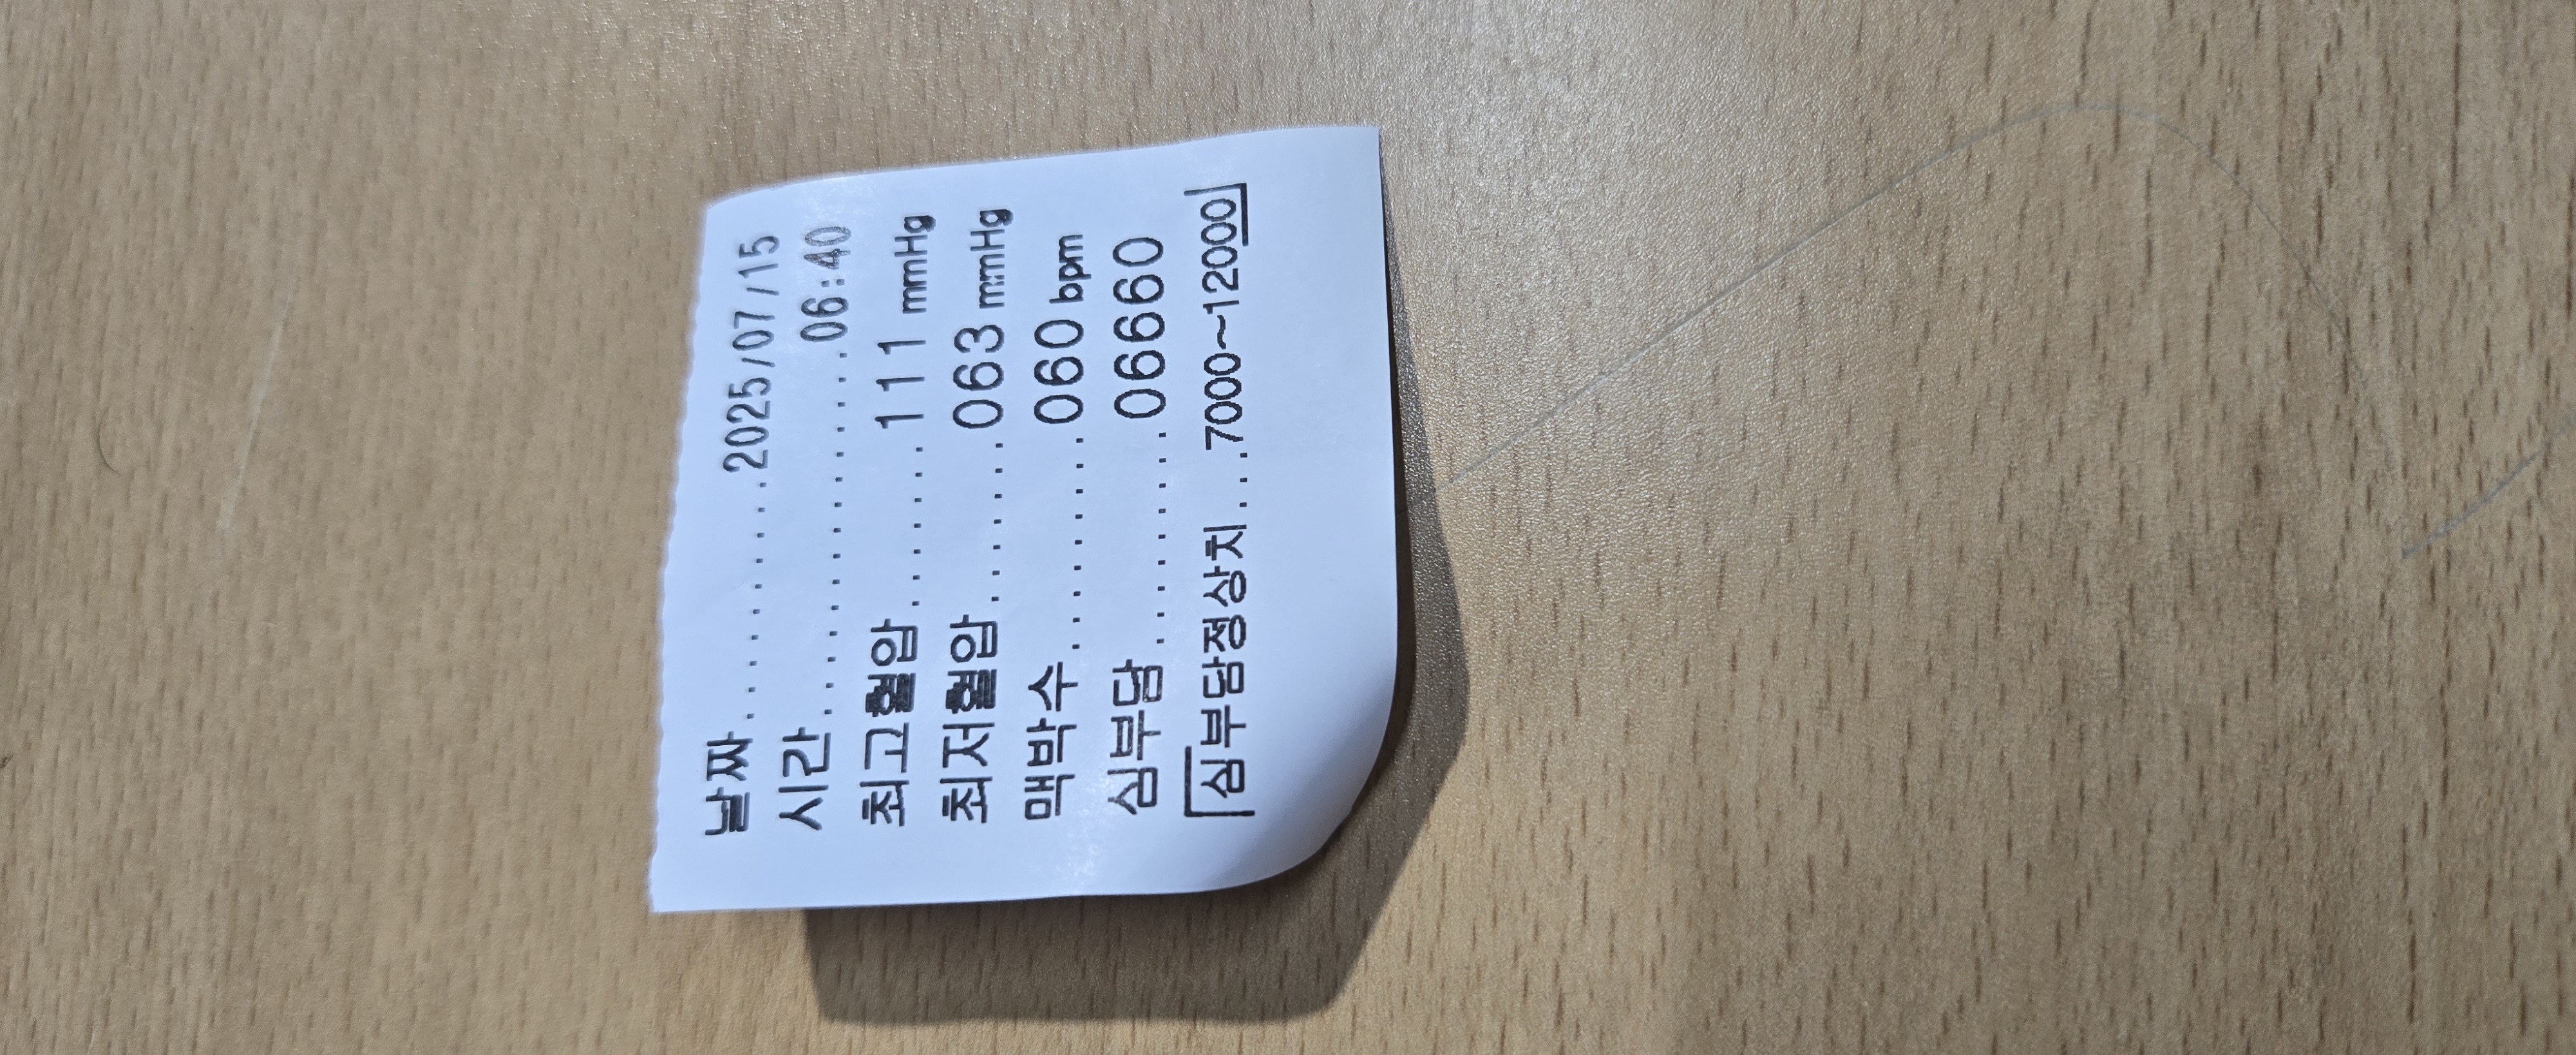 날짜...........2025/07/15
시간................06:40
최고혈압........111 mmHg
최저혈압........063 mmHg
맥박수.........060 bpm
심부담.........06660
[심부담정상치...7000~12000]